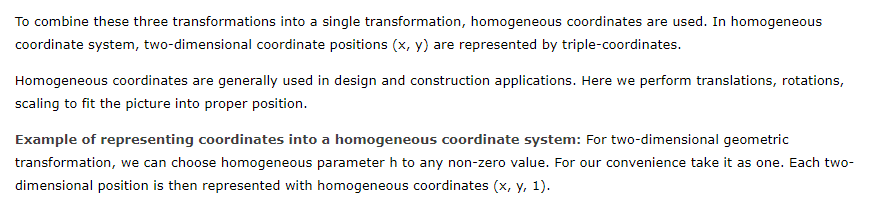 To combine these three transformations into a single transformation, homogeneous coordinates are used. In homogeneous
coordinate system, two-dimensional coordinate positions (x, y) are represented by triple-coordinates.
Homogeneous coordinates are generally used in design and construction applications. Here we perform translations, rotations,
scaling to fit the picture into proper position.
Example of representing coordinates into a homogeneous coordinate system: For two-dimensional geometric
transformation, we can choose homogeneous parameter h to any non-zero value. For our convenience take it as one. Each two-
dimensional position is then represented with homogeneous coordinates (x, y, 1).